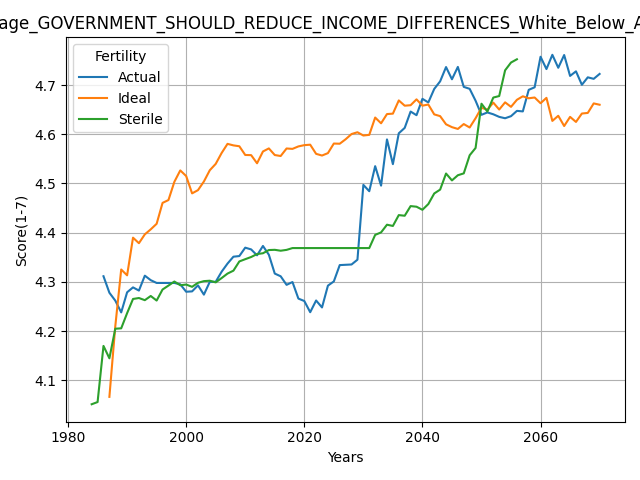 age_GOVERNMENT_SHOULD_REDUCE_INCOME_DIFFERENCES_White_Below_A
Fertility
Actual
Ideal
Sterile
Score(1-7)
4.7
4.6
4.5
4.4
4.3
4.2
4.1
1980
2000
2020
2040
2060
Years